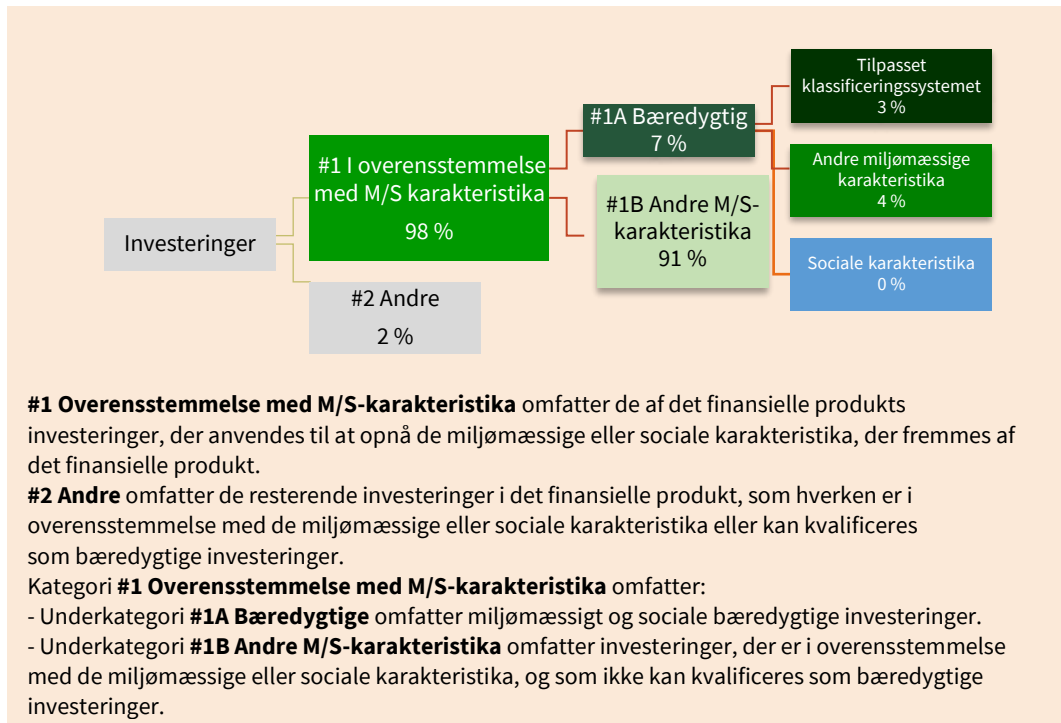 Investeringer
#1 I overensstemmelse
med M/S karakteristika
98 %
#2 Andre
2 %
#1A Bæredygtig
7 %
#1B Andre M/S-
karakteristika
91 %
Tilpasset
klassificeringssystemet
3 %
Andre miljømæssige
karakteristika
4 %
Sociale karakteristika
0 %
#1 Overensstemmelse med M/S-karakteristika omfatter de af det finansielle produkts
investeringer, der anvendes til at opnå de miljømæssige eller sociale karakteristika, der fremmes af
det finansielle produkt.
#2 Andre omfatter de resterende investeringer i det finansielle produkt, som hverken er i
overensstemmelse med de miljømæssige eller sociale karakteristika eller kan kvalificeres
som bæredygtige investeringer.
Kategori #1 Overensstemmelse med M/S-karakteristika omfatter:
- Underkategori #1A Bæredygtige omfatter miljømæssigt og sociale bæredygtige investeringer.
- Underkategori #1B Andre M/S-karakteristika omfatter investeringer, der er i overensstemmelse
med de miljømæssige eller sociale karakteristika, og som ikke kan kvalificeres som bæredygtige
investeringer.